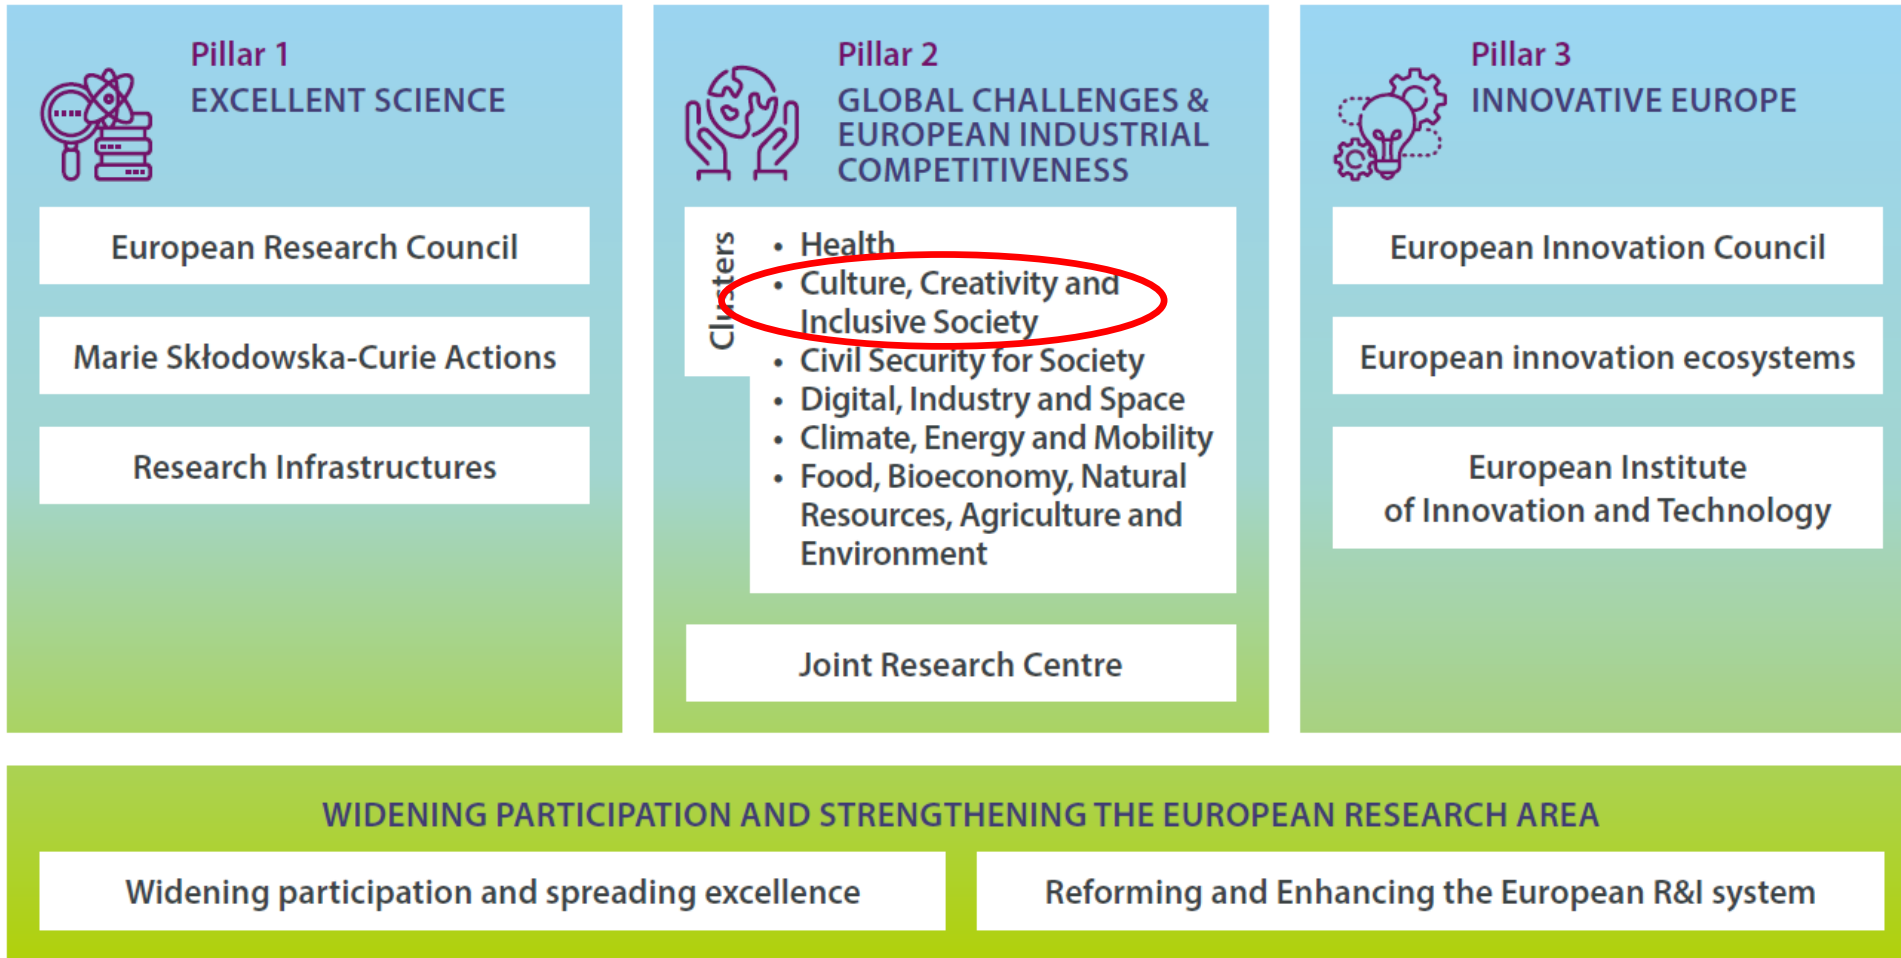 Pillar 1
EXCELLENT SCIENCE
European Research Council
Marie Skłodowska-Curie Actions
Research Infrastructures
Pillar 2
GLOBAL CHALLENGES &
EUROPEAN INDUSTRIAL
COMPETITIVENESS
Clusters
• Health
• Culture, Creativity and
Inclusive Society
• Civil Security for Society
• Digital, Industry and Space
• Climate, Energy and Mobility
• Food, Bioeconomy, Natural
Resources, Agriculture and
Environment
Joint Research Centre
Pillar 3
INNOVATIVE EUROPE
European Innovation Council
European innovation ecosystems
European Institute
of Innovation and Technology
WIDENING PARTICIPATION AND STRENGTHENING THE EUROPEAN RESEARCH AREA
Widening participation and spreading excellence
Reforming and Enhancing the European R&I system